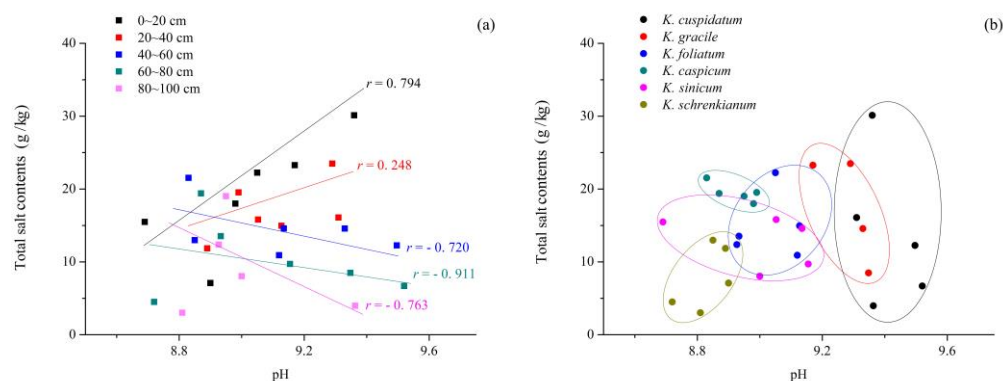 0~20 cm
20~40 cm
40~60 cm
60~80 cm
80~100 cm
(a)
Total salt contents (g /kg)
40
30
20
10
0
r = 0. 794
r = 0. 248
r = - 0. 720
r = - 0. 911
r = - 0. 763
8.8
9.2
9.6
pH
K. cuspidatum
K. gracile
K. foliatum
K. caspicum
K. sinicum
K. schrenkianum
(b)
Total salt contents (g /kg)
40
30
20
10
0
8.8
9.2
9.6
pH